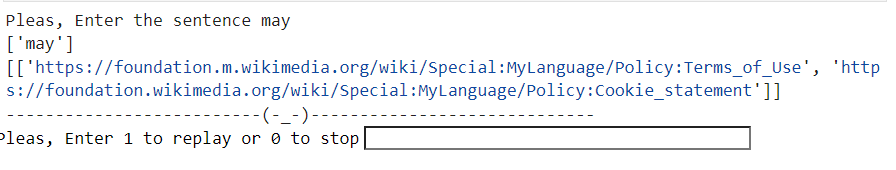 Pleas, Enter the sentence may
['may']
[['https://foundation.m.wikimedia.org/wiki/Special:MyLanguage/Policy:Terms_of_Use', 'http
s://foundation.wikimedia.org/wiki/Special:MyLanguage/Policy:Cookie_statement']]
--------------------------(-_-)-----------------------------
Pleas, Enter 1 to replay or 0 to stop